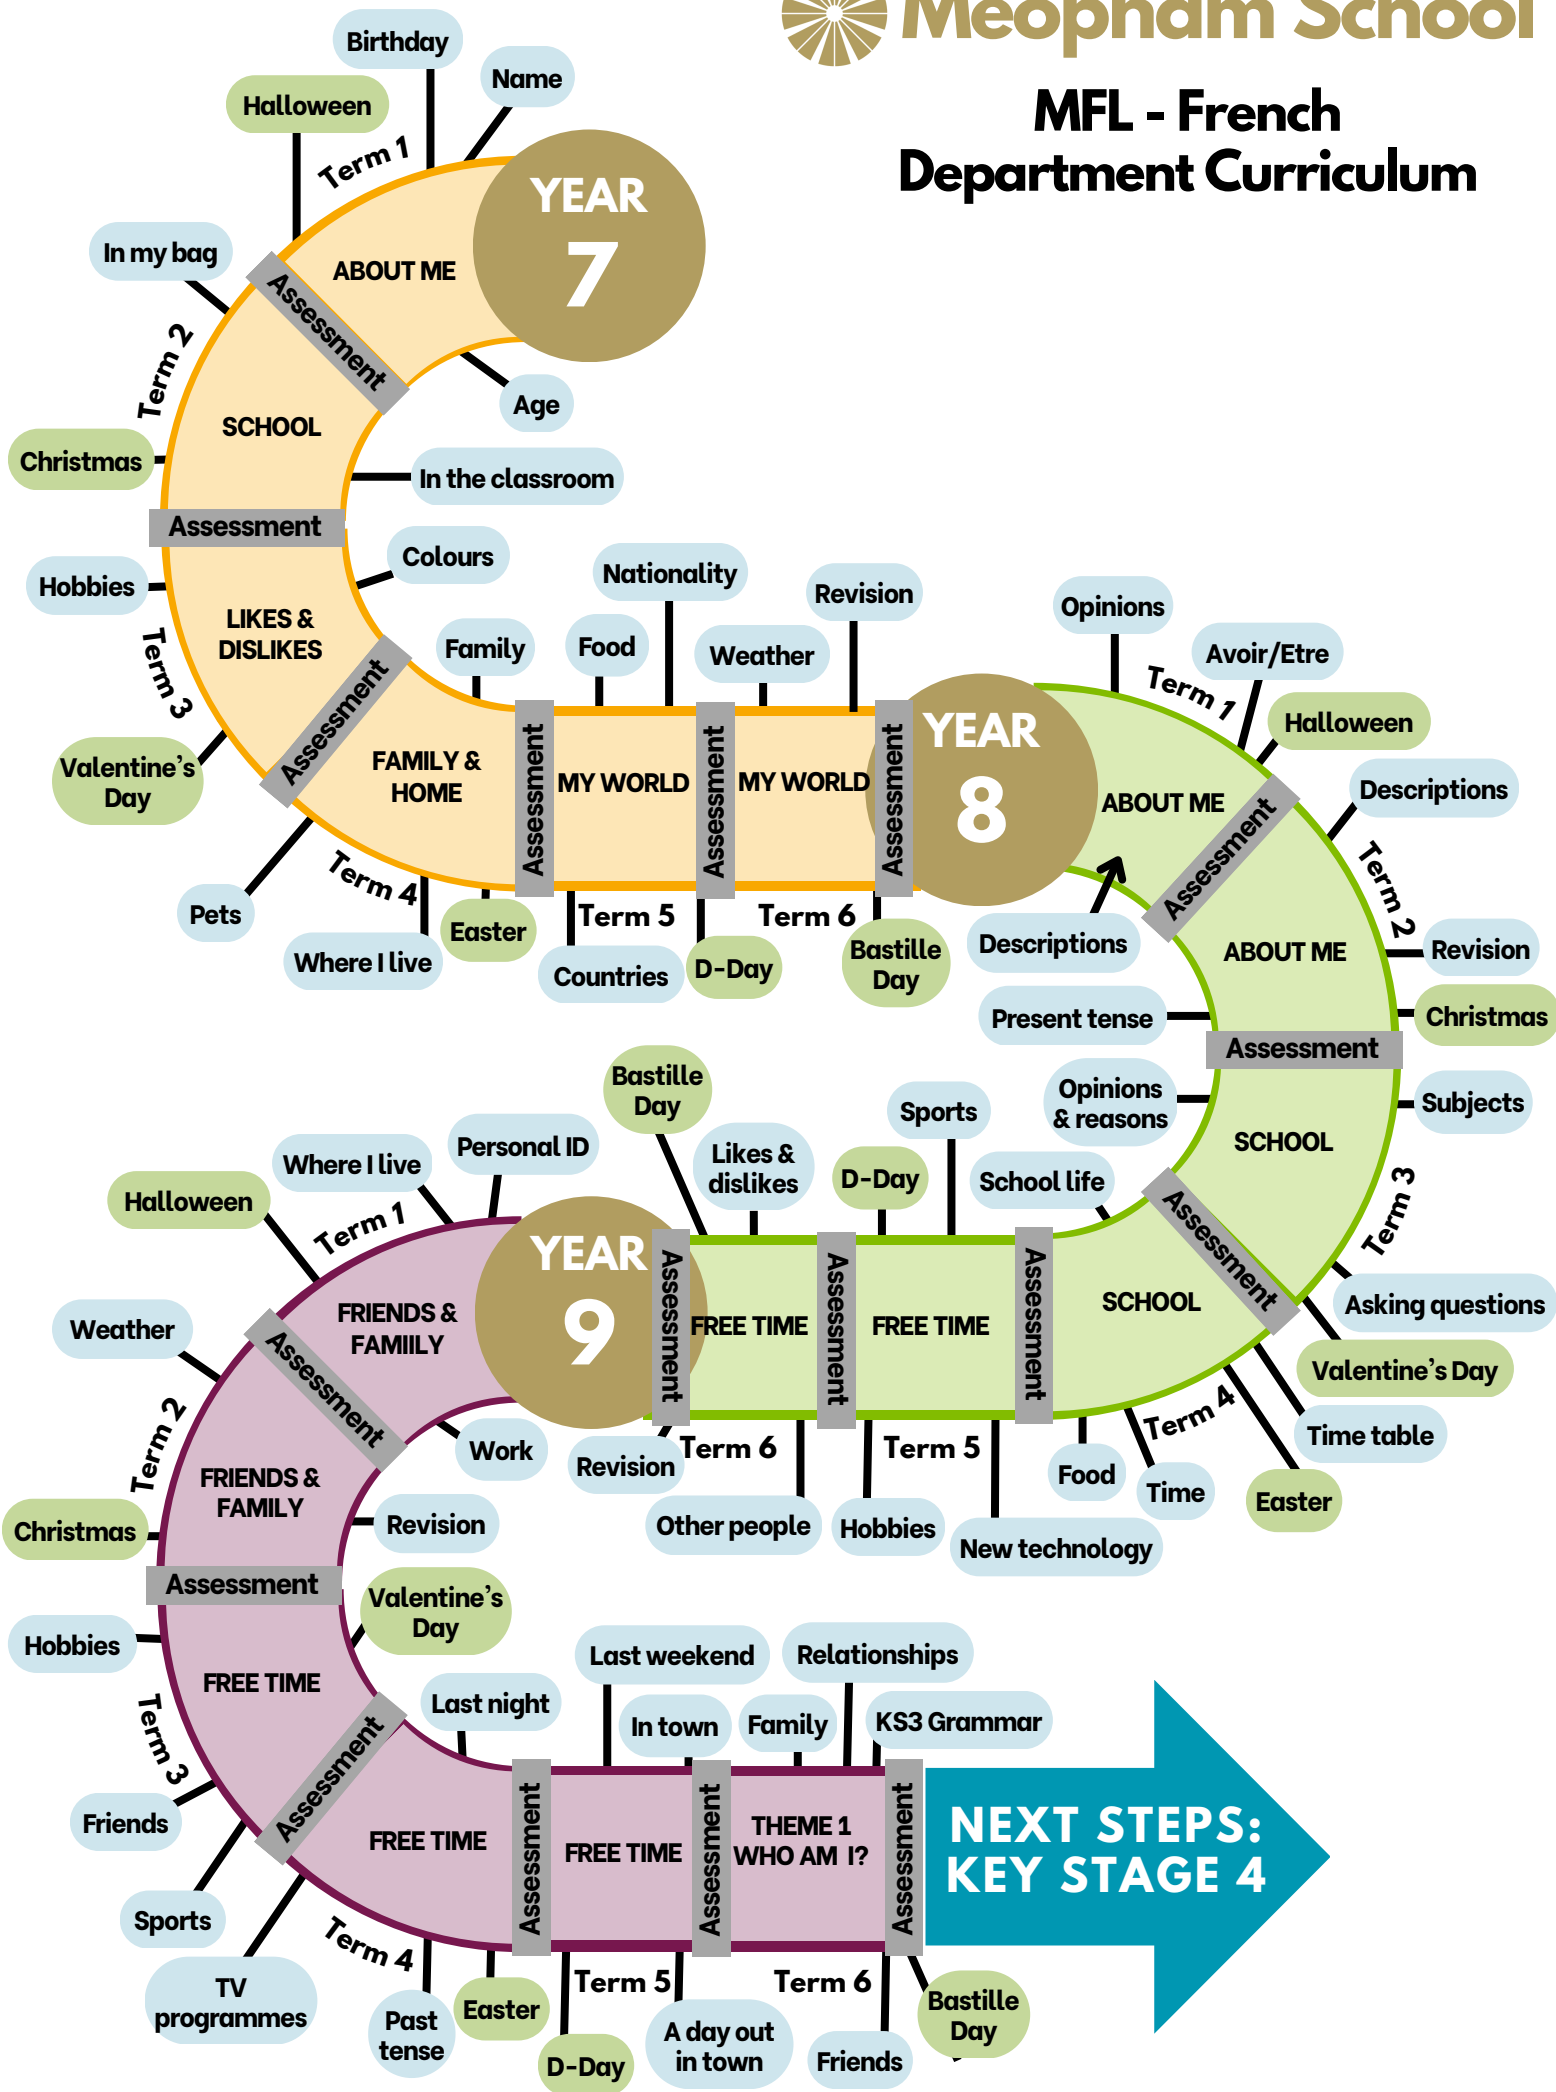 Meopham School
MFL - French
Department Curriculum
YEAR
7
Name
Birthday
Term 1
Halloween
ABOUT ME
Age
Assessment
In my bag
Term 2
SCHOOL
In the classroom
Christmas
Assessment
Colours
Hobbies
LIKES &
DISLIKES
Term 3
Valentine's
Day
Assessment
Family
FAMILY &
HOME
Pets
Term 4
Where I live
Easter
Assessment
Food
Nationality
MY WORLD
Term 5
Countries
D-Day
Assessment
Weather
Revision
MY WORLD
Term 6
Bastille
Day
Assessment
YEAR
8
Opinions
Term 1
Avoir/Etre
Halloween
ABOUT ME
Descriptions
Assessment
Descriptions
Term 2
ABOUT ME
Revision
Present tense
Christmas
Assessment
Opinions
& reasons
Subjects
SCHOOL
Term 3
Asking questions
Valentine's Day
Assessment
School life
SCHOOL
Time table
Term 4
Easter
Time
Food
Assessment
Sports
D-Day
FREE TIME
Term 5
New technology
Hobbies
Assessment
Likes &
dislikes
Bastille
Day
FREE TIME
Term 6
Other people
Revision
Assessment
YEAR
9
Personal ID
Where I live
Term 1
Halloween
FRIENDS &
FAMIILY
Work
Assessment
Weather
Term 2
FRIENDS &
FAMILY
Revision
Christmas
Assessment
Valentine's
Day
Hobbies
FREE TIME
Term 3
Friends
Sports
Assessment
Last night
FREE TIME
TV
programmes
Term 4
Past
tense
Easter
Assessment
Last weekend
In town
FREE TIME
Term 5
D-Day
A day out
in town
Assessment
Family
Relationships
KS3 Grammar
THEME 1
WHO AM I?
Term 6
Friends
Bastille
Day
Assessment
NEXT STEPS:
KEY STAGE 4